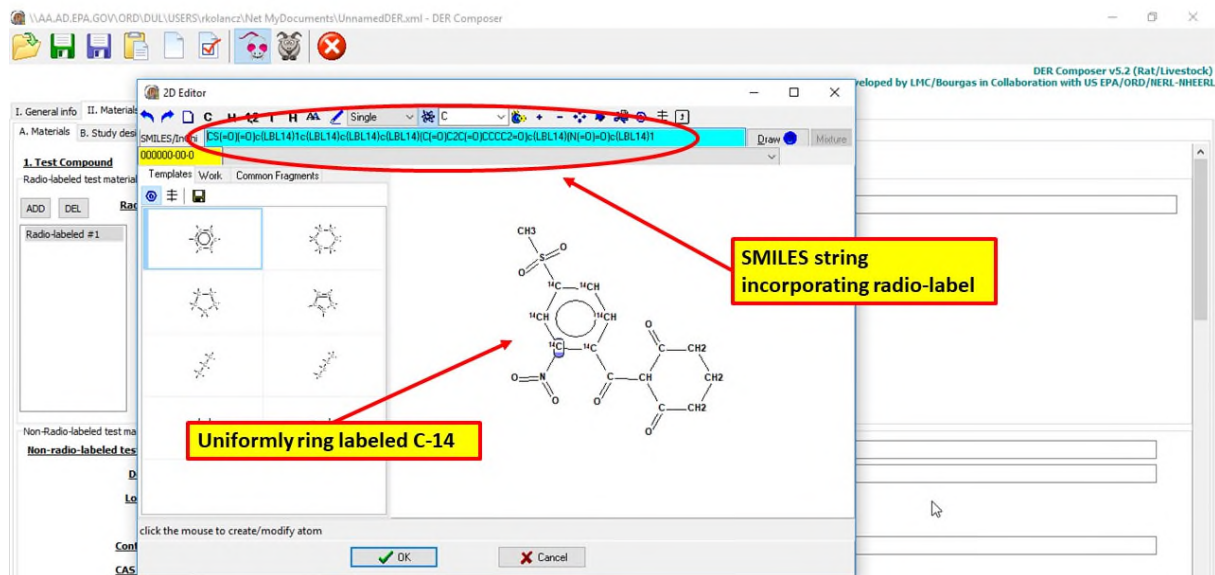 \\AA.AD.EPA.GOV\ORD\DUL\USERS\rkolancz\Net MyDocuments\UnnamedDER.xml - DER Composer
DER Composer v5.2 (Rat/Livestock)
veloped by LMC/Bourgas in Collaboration with US EPA/ORD/NERL-NHEERL
I. General info II. Materials
A. Materials B. Study desi
1. Test Compound
Radio-labeled test material
ADD DEL Rad
Radio-labeled #1
Non-Radio-labeled test ma
Non-radio-labeled tes
D
Lo
Cont
CAS
2D Editor
C H Single C
SMILES/InChi CS(=O)(=O)c(LBL14)1c(LBL14)c(LBL14)c(LBL14)(C(=O)C2C(=O)CCCC2=O)c(LBL14)(N(=O)=O)c(LBL14)1 Draw Mixture
000000-00-0
Templates Work Common Fragments
CH3
O
S
O
14C 14CH
14CH 14CH
14C 14C
O
C CH2
O N C CH CH2
O O C CH2
O
SMILES string
incorporating radio-label
Uniformly ring labeled C-14
click the mouse to create/modify atom
OK Cancel